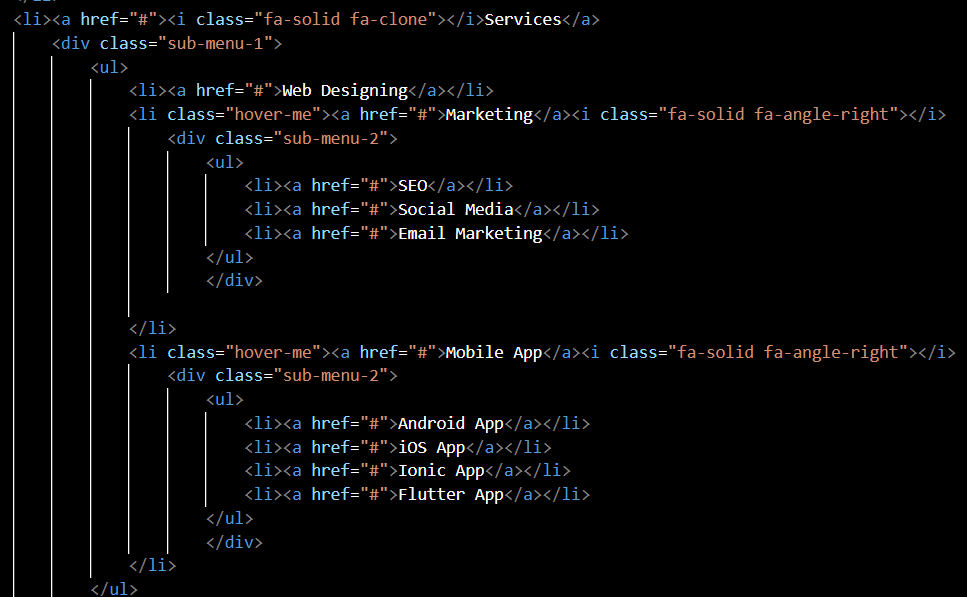 <li><a href="#"><i class="fa-solid fa-clone"></i>Services</a>
<div class="sub-menu-1">
<ul>
<li><a href="#">Web Designing</a></li>
<li class="hover-me"><a href="#">Marketing</a><i class="fa-solid fa-angle-right"></i>
<div class="sub-menu-2">
<ul>
<li><a href="#">SEO</a></li>
<li><a href="#">Social Media</a></li>
<li><a href="#">Email Marketing</a></li>
</ul>
</div>
</li>
<li class="hover-me"><a href="#">Mobile App</a><i class="fa-solid fa-angle-right"></i>
<div class="sub-menu-2">
<ul>
<li><a href="#">Android App</a></li>
<li><a href="#">iOS App</a></li>
<li><a href="#">Ionic App</a></li>
<li><a href="#">Flutter App</a></li>
</ul>
</div>
</li>
</ul>